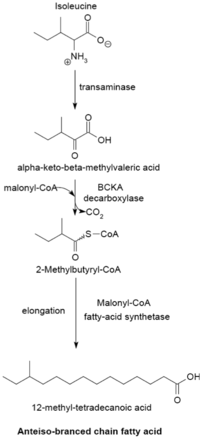 Isoleucine
O
O⊖
NH3
⊕
transaminase
O
OH
O
alpha-keto-beta-methylvaleric acid
malonyl-CoA
BCKA
decarboxylase
CO2
S—CoA
O
2-Methylbutyryl-CoA
elongation
Malonyl-CoA
fatty-acid synthetase
OH
O
12-methyl-tetradecanoic acid
Anteiso-branched chain fatty acid